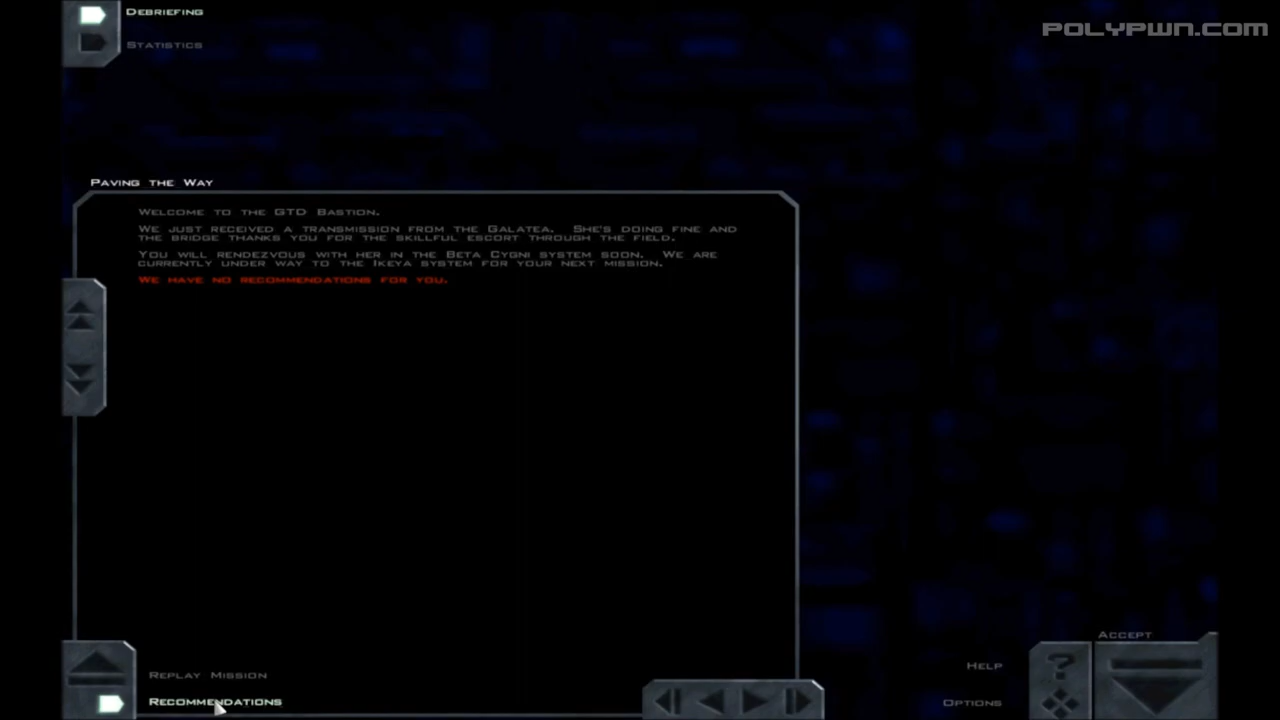 Debriefing
POLYPWN.COM
Statistics
Paving the Way
Welcome to the GTD Bastion.
We just received a transmission from the Galatea. She's doing fine and
the bridge thanks you for the skillful escort through the field.
You will rendezvous with her in the Beta Cygni system soon. We are
currently under way to the Ikeya system for your next mission.
We have no recommendations for you.
Accept
Replay Mission
Help
?
Recommendations
Options